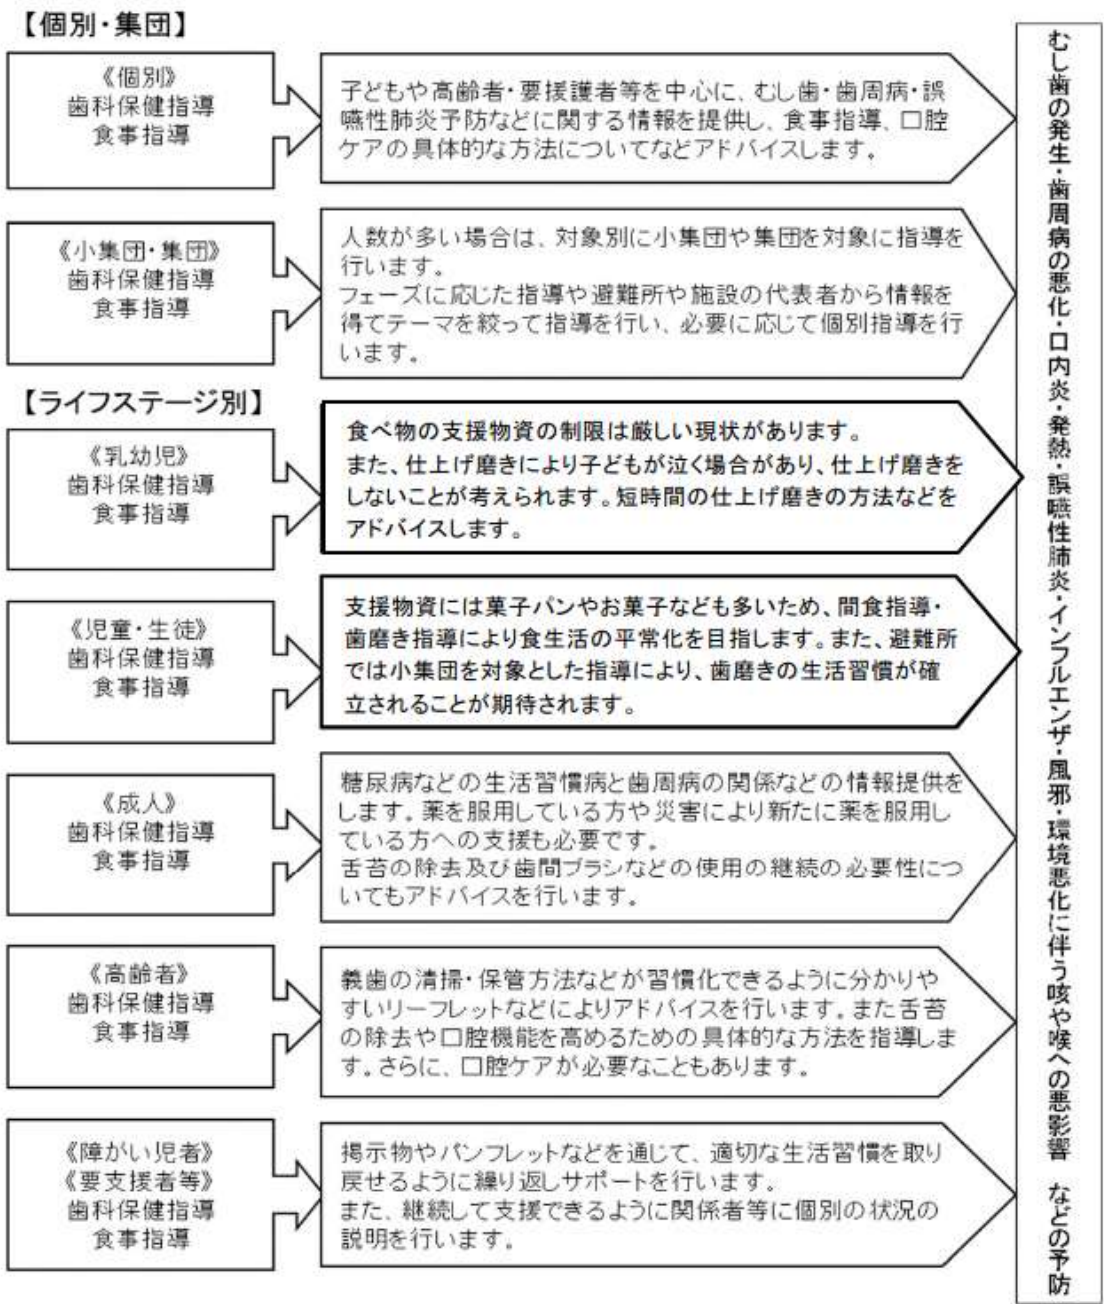 【個別・集団】
《個別》
歯科保健指導
食事指導
子どもや高齢者・要援護者等を中心に、むし歯・歯周病・誤
嚥性肺炎予防などに関する情報を提供し、食事指導、口腔
ケアの具体的な方法についてなどアドバイスします。
《小集団・集団》
歯科保健指導
食事指導
人数が多い場合は、対象別に小集団や集団を対象に指導を
行います。
フェーズに応じた指導や避難所や施設の代表者から情報を
得てテーマを絞って指導を行い、必要に応じて個別指導を行
います。
【ライフステージ別】
《乳幼児》
歯科保健指導
食事指導
食べ物の支援物資の制限は厳しい現状があります。
また、仕上げ磨きにより子どもが泣く場合があり、仕上げ磨きを
しないことが考えられます。短時間の仕上げ磨きの方法などを
アドバイスします。
《児童・生徒》
歯科保健指導
食事指導
支援物資には菓子パンやお菓子なども多いため、間食指導・
歯磨き指導により食生活の平常化を目指します。また、避難所
では小集団を対象とした指導により、歯磨きの生活習慣が確
立されることが期待されます。
《成人》
歯科保健指導
食事指導
糖尿病などの生活習慣病と歯周病の関係などの情報提供を
します。薬を服用している方や災害により新たに薬を服用し
ている方への支援も必要です。
舌苔の除去及び歯間ブラシなどの使用の継続の必要性につ
いてもアドバイスを行います。
《高齢者》
歯科保健指導
食事指導
義歯の清掃・保管方法などが習慣化できるように分かりや
すいリーフレットなどによりアドバイスを行います。また舌苔
の除去や口腔機能を高めるための具体的な方法を指導しま
す。さらに、口腔ケアが必要なこともあります。
《障がい児者》
《要支援者等》
歯科保健指導
食事指導
掲示物やパンフレットなどを通じて、適切な生活習慣を取り
戻せるように繰り返しサポートを行います。
また、継続して支援できるように関係者等に個別の状況の
説明を行います。
むし歯の発生・歯周病の悪化・口内炎・発熱・誤嚥性肺炎・インフルエンザ・風邪・環境悪化に伴う咳や喉への悪影響 などの予防